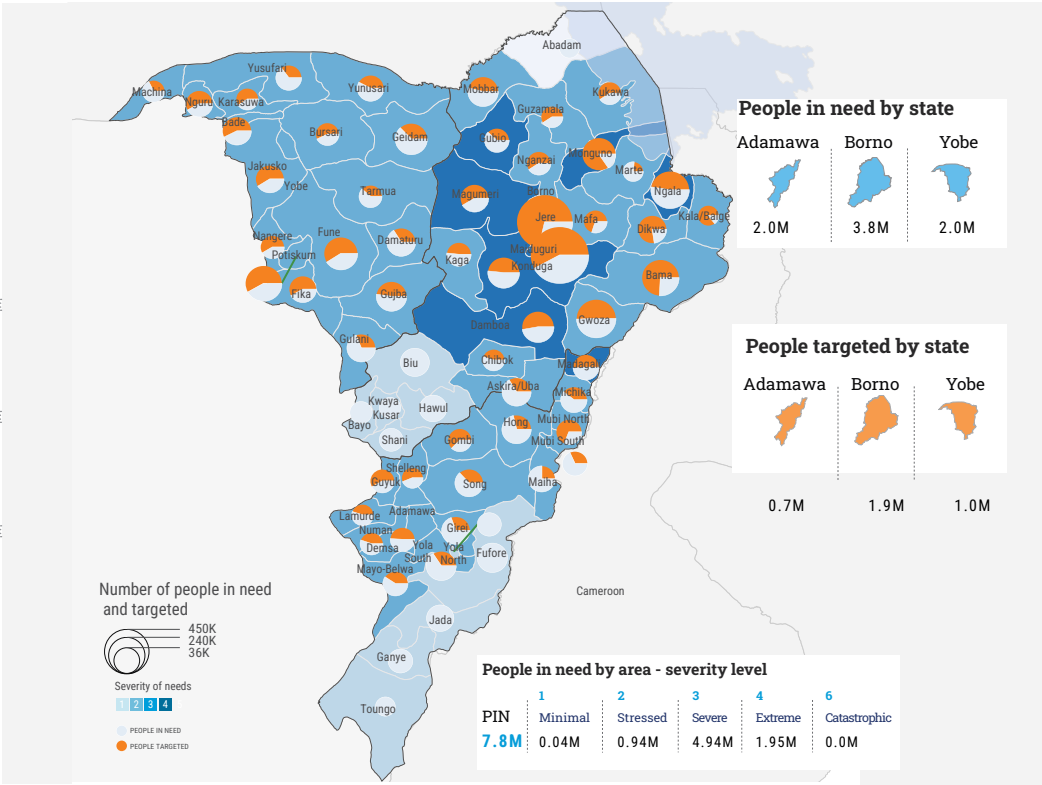 Abadam
Yusufari
Machina
Nguru
Karasuwa
Yunusari
Mobbar
Kukawa
Guzamala
Bade
Bursari
Geidam
Gubio
Monguno
Nganzai
Marte
Jakusko
Yobe
Tarmua
Magumeri
Borno
Ngala
Jere
Mafa
Kala/Balge
Dikwa
Nangere
Fune
Damaturu
Potiskum
Kaga
Maiduguri
Konduga
Fika
Gujba
Bama
Damboa
Gwoza
Gulani
Biu
Chibok
Madagali
Askira/Uba
Michika
Kwaya
Kusar
Hawul
Bayo
Hong
Mubi North
Shani
Gombi
Mubi South
Shelleng
Guyuk
Song
Maiha
Lamurde
Adamawa
Numan
Girei
Demsa
Yola
South
Yola
North
Fufore
Mayo-Belwa
Jada
Ganye
Toungo
Cameroon
People in need by state
Adamawa Borno Yobe
2.0M 3.8M 2.0M
People targeted by state
Adamawa Borno Yobe
0.7M 1.9M 1.0M
Number of people in need
and targeted
450K
240K
36K
Severity of needs
1 2 3 4
PEOPLE IN NEED
PEOPLE TARGETED
People in need by area - severity level
1 2 3 4 6
PIN Minimal Stressed Severe Extreme Catastrophic
7.8M 0.04M 0.94M 4.94M 1.95M 0.0M